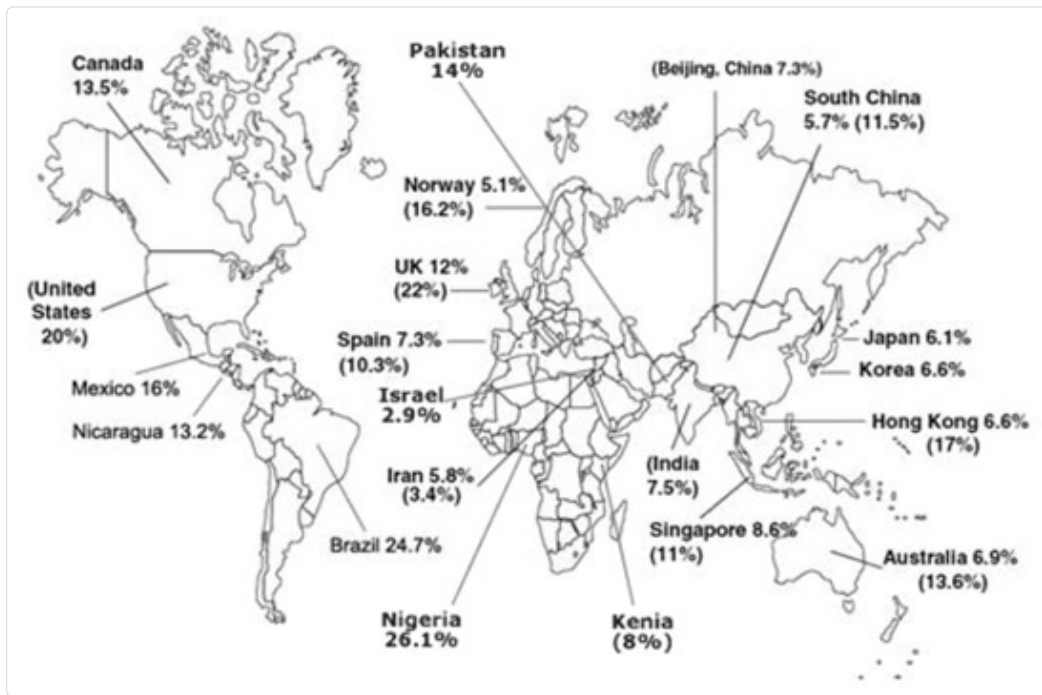 Canada
13.5%
Pakistan
14%
(Beijing, China 7.3%)
South China
5.7% (11.5%)
Norway 5.1%
(16.2%)
UK 12%
(22%)
(United
States
20%)
Spain 7.3%
(10.3%)
Japan 6.1%
Korea 6.6%
Mexico 16%
Israel
2.9%
Nicaragua 13.2%
Hong Kong 6.6%
(17%)
Iran 5.8%
(3.4%)
(India
7.5%)
Brazil 24.7%
Singapore 8.6%
(11%)
Australia 6.9%
(13.6%)
Nigeria
26.1%
Kenia
(8%)